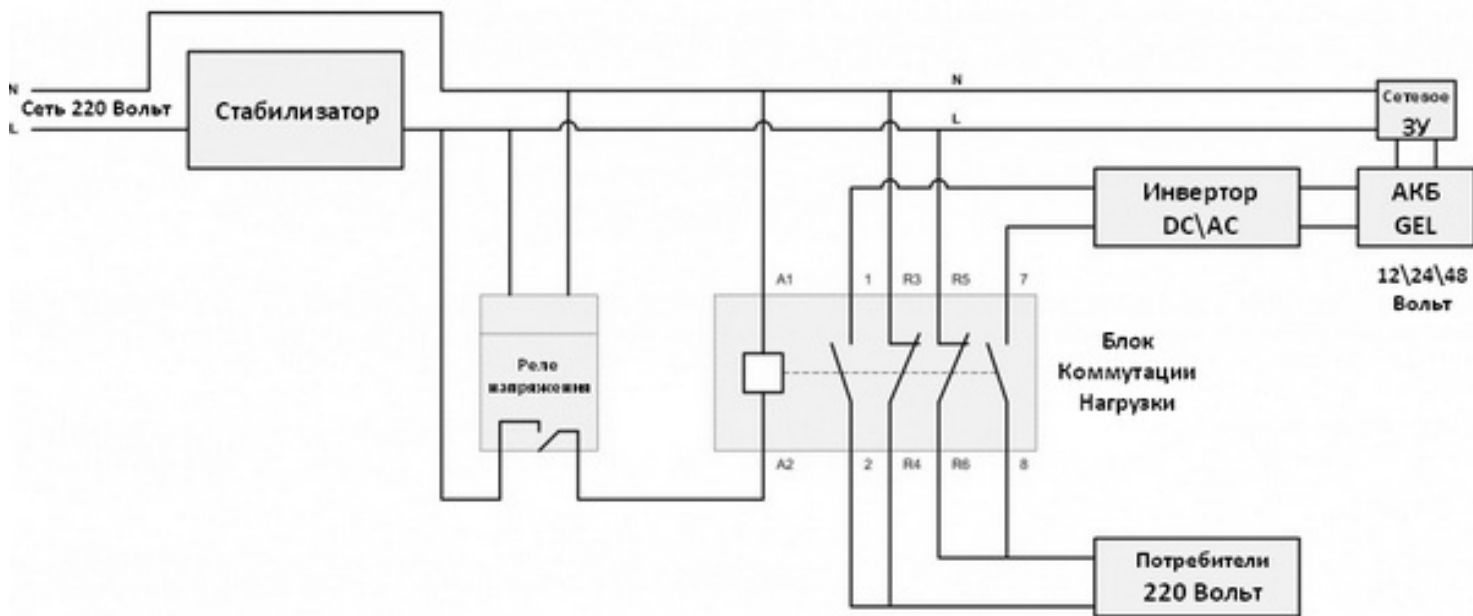 N
N
Сеть 220 Вольт
Стабилизатор
Сетевое
ЗУ
L
L
Инвертор
DC\AC
АКБ
GEL
A1
1
R3
R5
7
12\24\48
Вольт
Реле
напряжения
Блок
Коммутации
Нагрузки
A2
2
R4
R6
8
Потребители
220 Вольт